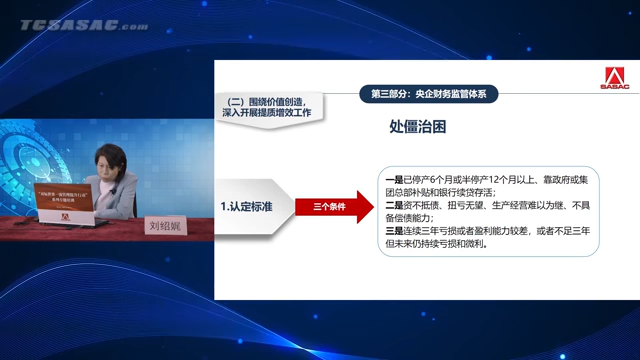 TCSASAC.com
第三部分：央企财务监管体系
SASAC
（二）围绕价值创造，
深入开展提质增效工作
处僵治困
1.认定标准
三个条件
一是已停产6个月或半停产12个月以上、靠政府或集
团总部补贴和银行续贷存活；
二是资不抵债、扭亏无望、生产经营难以为继、不具
备偿债能力；
三是连续三年亏损或者盈利能力较差，或者不足三年
但未来仍持续亏损和微利。
系列专题培训
刘绍娓